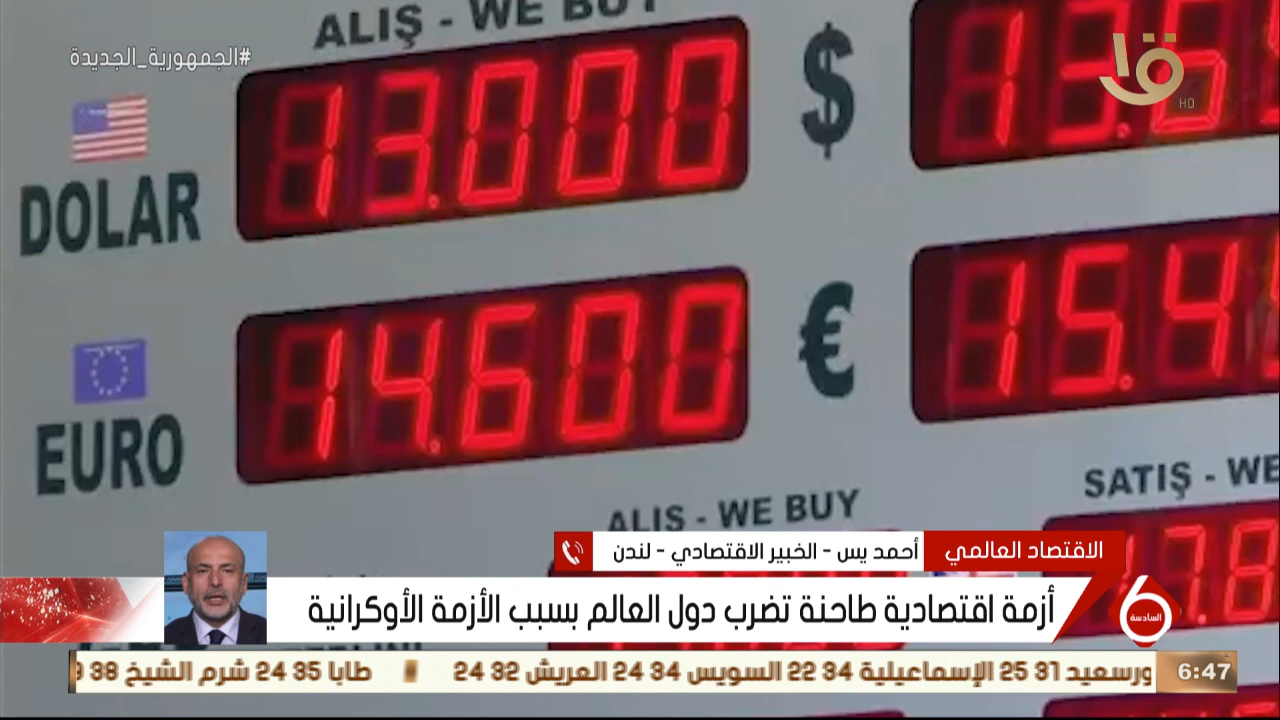 ALIŞ - WE BUY
#الجمهورية_الجديدة
HD
DOLAR
13.000
$
EURO
14.600
€
15.4
SATIŞ - WE
ALIŞ - WE BUY
الاقتصاد العالمي
أحمد يس - الخبير الاقتصادي - لندن
أزمة اقتصادية طاحنة تضرب دول العالم بسبب الأزمة الأوكرانية
السادسة
6:47
ورسعيد 31 25 الإسماعيلية 34 22 السويس 34 24 العريش 32 24
طابا 35 24 شرم الشيخ 38